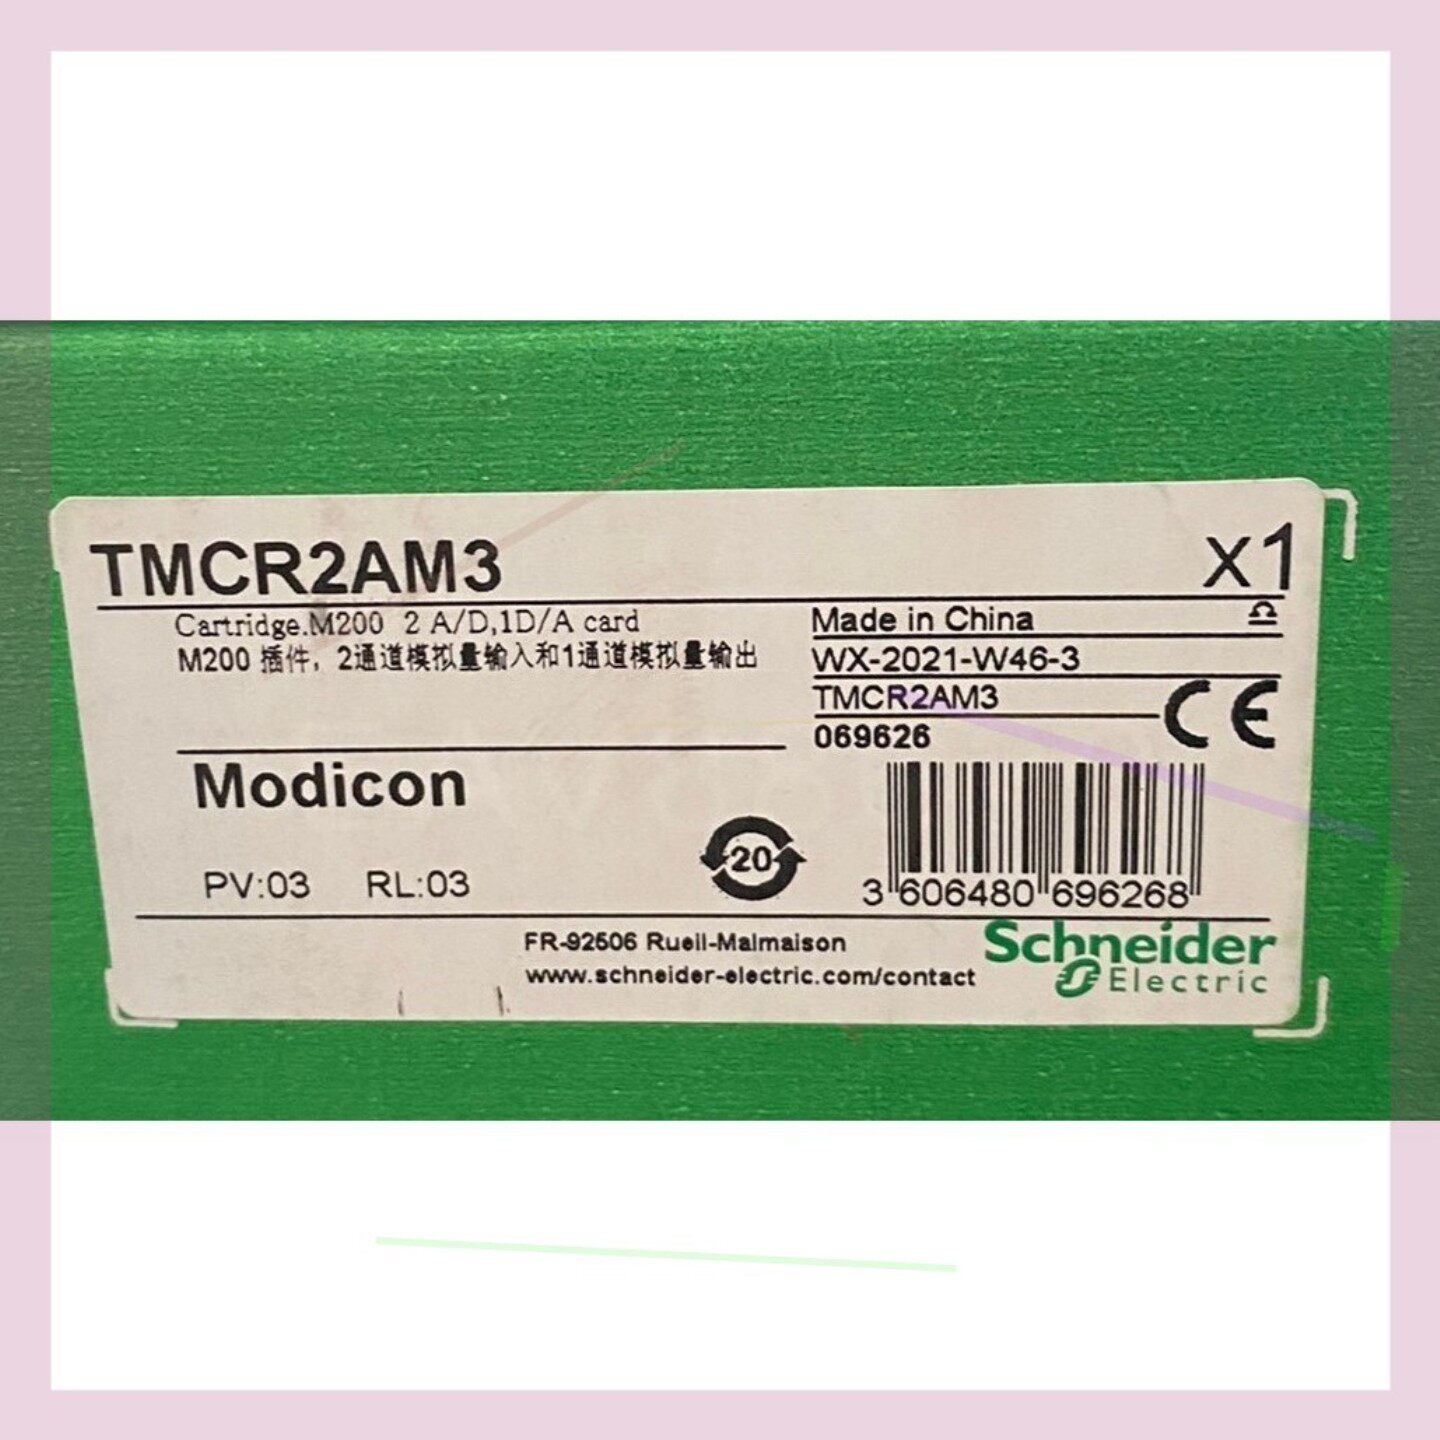 TMCR2AM3
x1
Cartridge.M200 2 A/D,1D/A card
M200 插件, 2通道模拟量输入和1通道模拟量输出
Made in China
WX-2021-W46-3
TMCR2AM3
CE
069626
Modicon
20
3 606480 696268
PV:03 RL:03
FR-92506 Rueil-Malmaison
www.schneider-electric.com/contact
Schneider
Electric